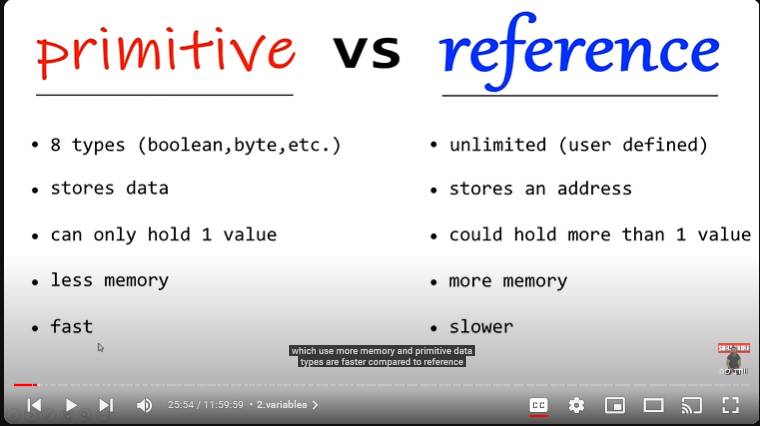 primitive vs reference
• 8 types (boolean,byte,etc.)
• stores data
• can only hold 1 value
• less memory
• fast
• unlimited (user defined)
• stores an address
• could hold more than 1 value
• more memory
• slower
which use more memory and primitive data
types are faster compared to reference
25:54 / 11:59:59 • 2.variables >
CC